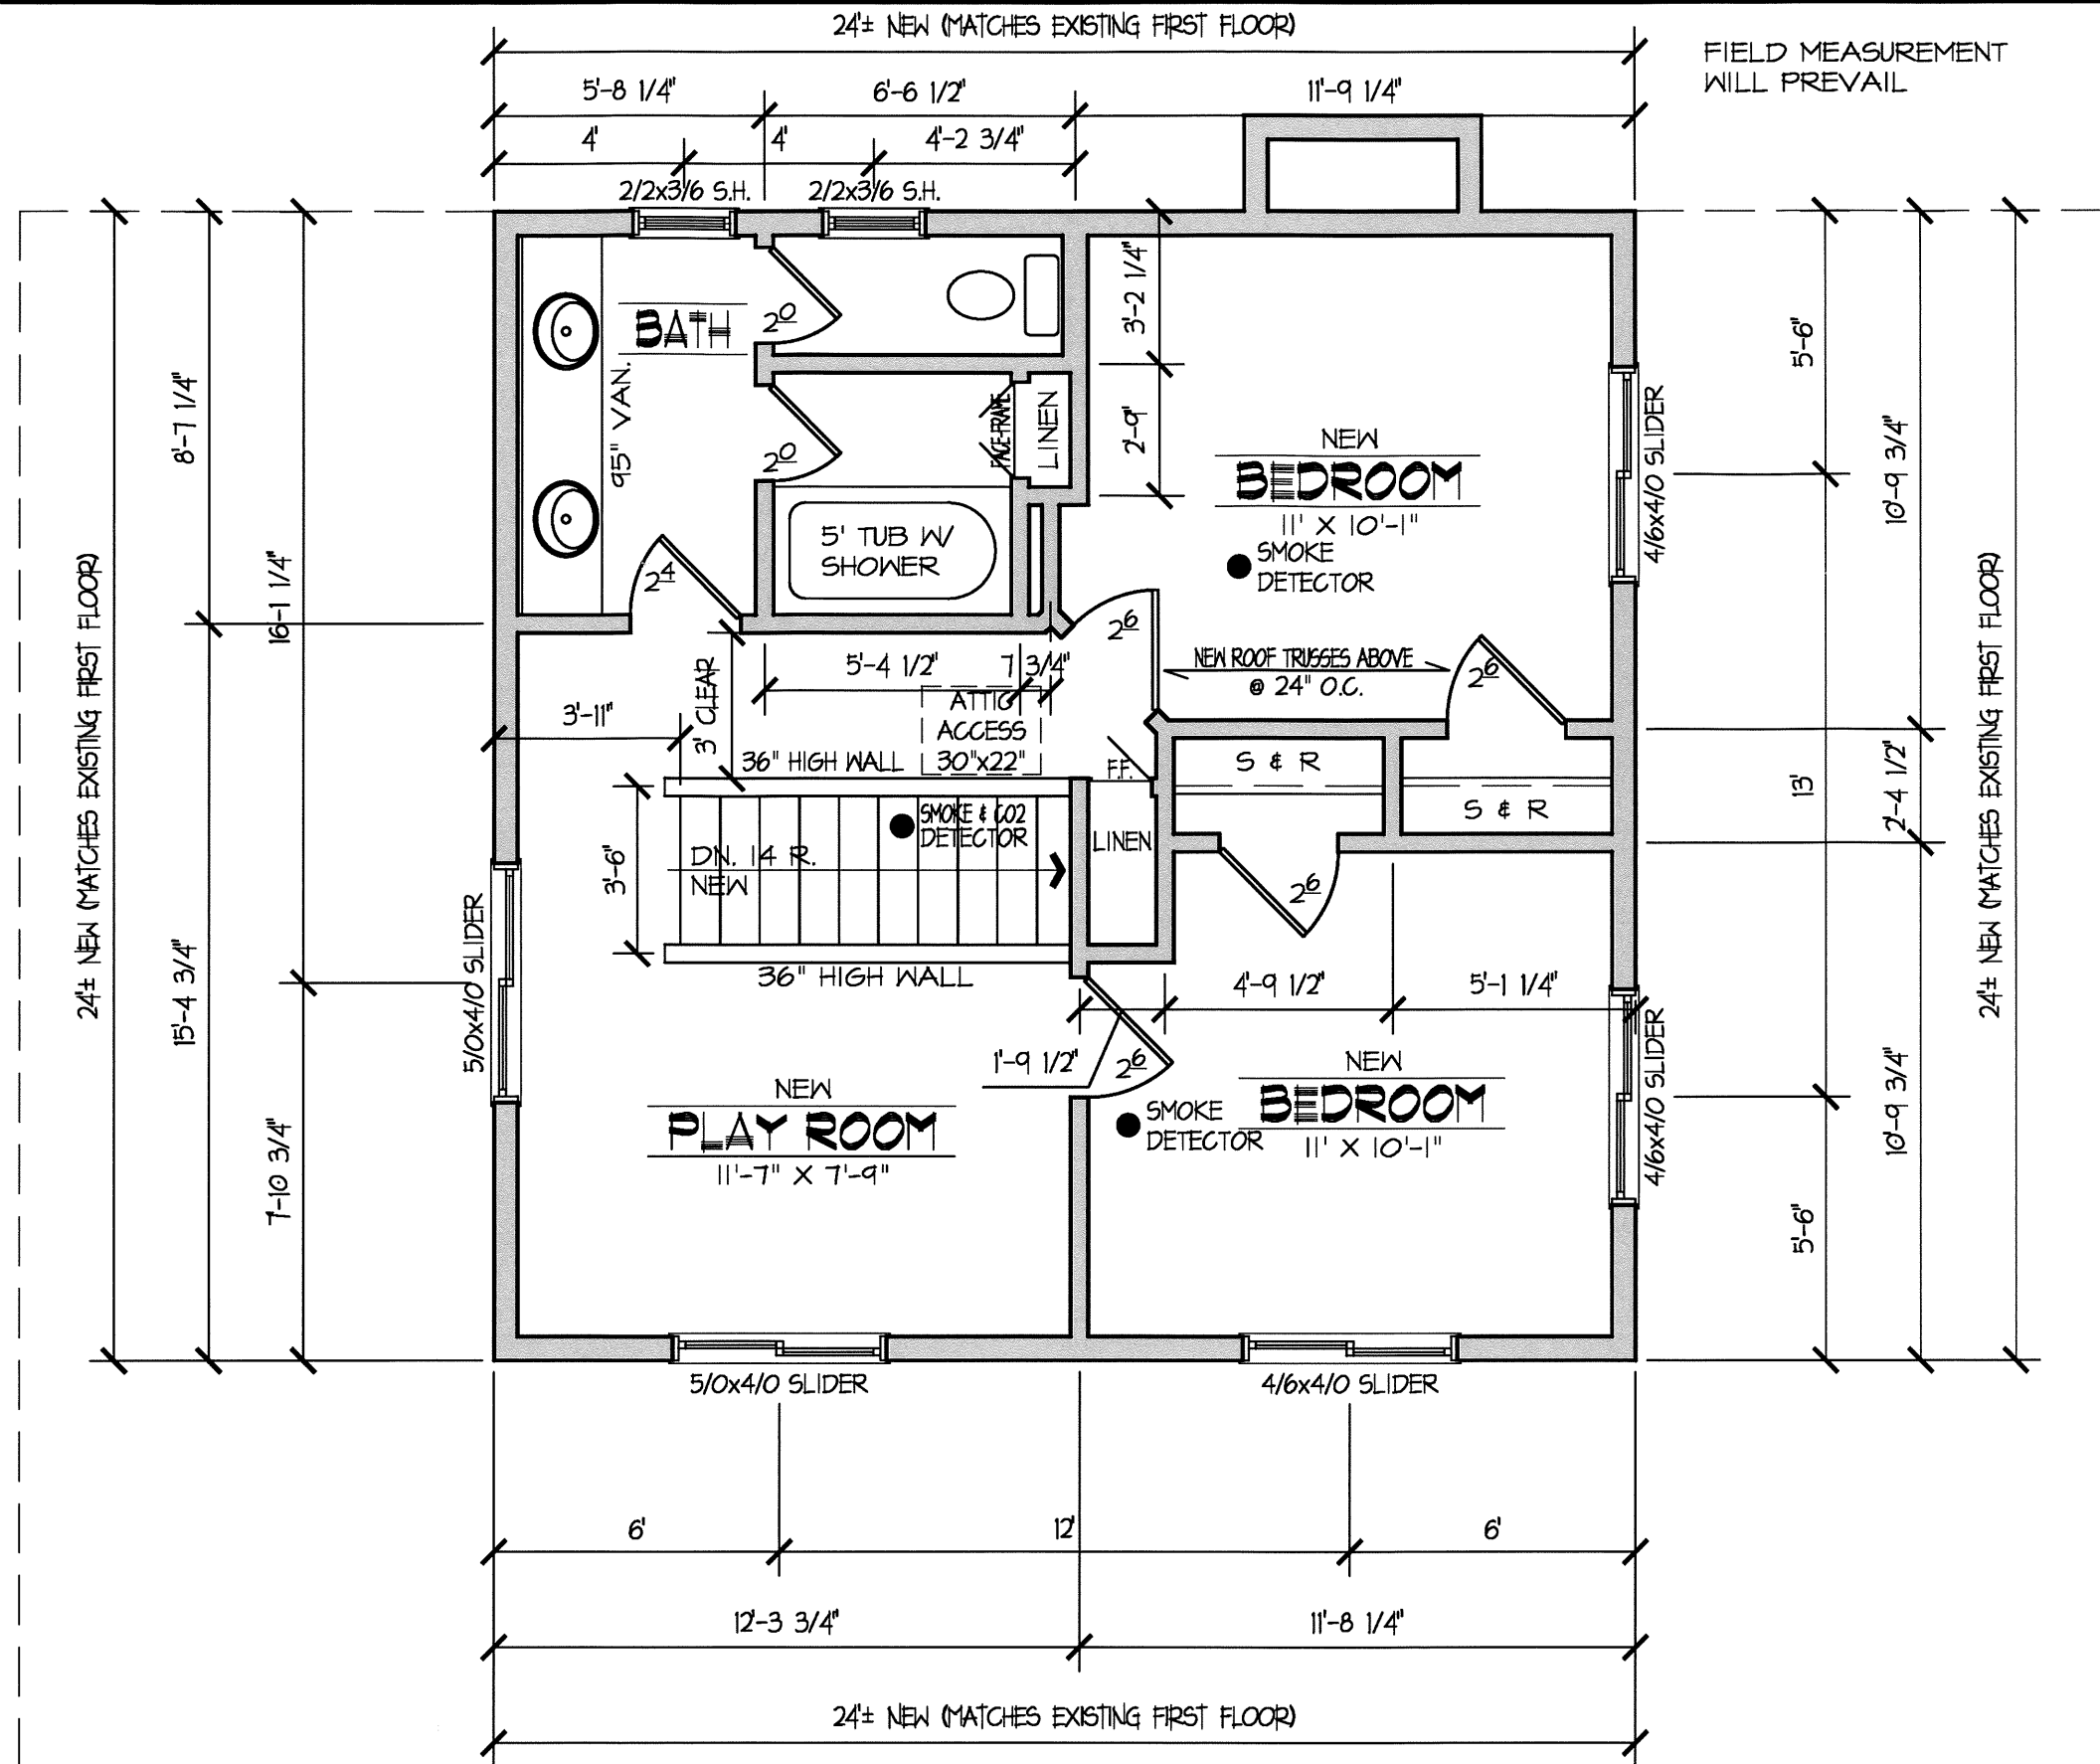 24'± NEW (MATCHES EXISTING FIRST FLOOR)
FIELD MEASUREMENT
WILL PREVAIL
5'-8 1/4"
6'-6 1/2"
11'-9 1/4"
4'
4'
4'-2 3/4"
2/2x3/6 S.H.
2/2x3/6 S.H.
24'± NEW (MATCHES EXISTING FIRST FLOOR)
8'-7 1/4"
15'-4 3/4"
16'-1 1/4"
7'-10 3/4"
BATH
95" VAN.
2 0
2 0
2 4
FACE-FRAME
LINEN
5' TUB W/
SHOWER
3'-2 1/4"
2'-9"
NEW
BEDROOM
11' X 10'-1"
SMOKE
DETECTOR
4/6x4/0 SLIDER
5'-6"
13'
5'-6"
10'-9 3/4"
2'-4 1/2"
10'-9 3/4"
24'± NEW (MATCHES EXISTING FIRST FLOOR)
2 6
NEW ROOF TRUSSES ABOVE
@ 24" O.C.
2 6
5'-4 1/2"
7 3/4"
3' CLEAR
3'-11"
ATTIC
ACCESS
30"x22"
36" HIGH WALL
F.F.
S & R
S & R
SMOKE & CO2
DETECTOR
LINEN
3'-6"
DN. 14 R.
NEW
36" HIGH WALL
2 6
5/0x4/0 SLIDER
4'-9 1/2"
5'-1 1/4"
1'-9 1/2"
2 6
NEW
PLAY ROOM
11'-7" X 7'-9"
NEW
BEDROOM
11' X 10'-1"
SMOKE
DETECTOR
4/6x4/0 SLIDER
5/0x4/0 SLIDER
4/6x4/0 SLIDER
6'
12'
6'
12'-3 3/4"
11'-8 1/4"
24'± NEW (MATCHES EXISTING FIRST FLOOR)